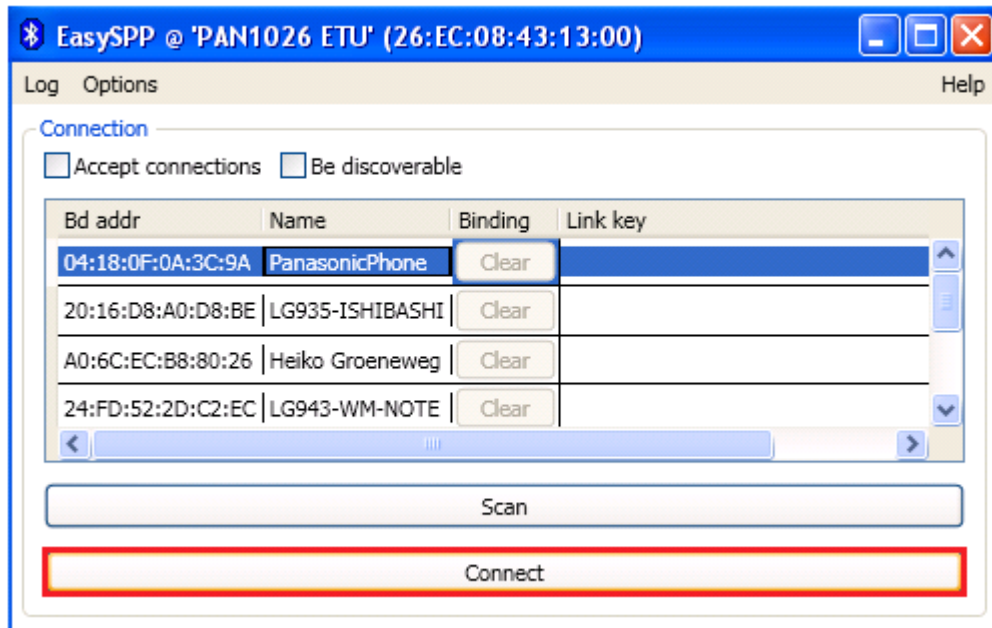 EasySPP @ 'PAN1026 ETU' (26:EC:08:43:13:00)
Log Options Help
Connection
Accept connections Be discoverable
Bd addr Name Binding Link key
04:18:0F:0A:3C:9A PanasonicPhone Clear
20:16:D8:A0:D8:BE LG935-ISHIBASHI Clear
A0:6C:EC:B8:80:26 Heiko Groeneweg Clear
24:FD:52:2D:C2:EC LG943-WM-NOTE Clear
Scan
Connect